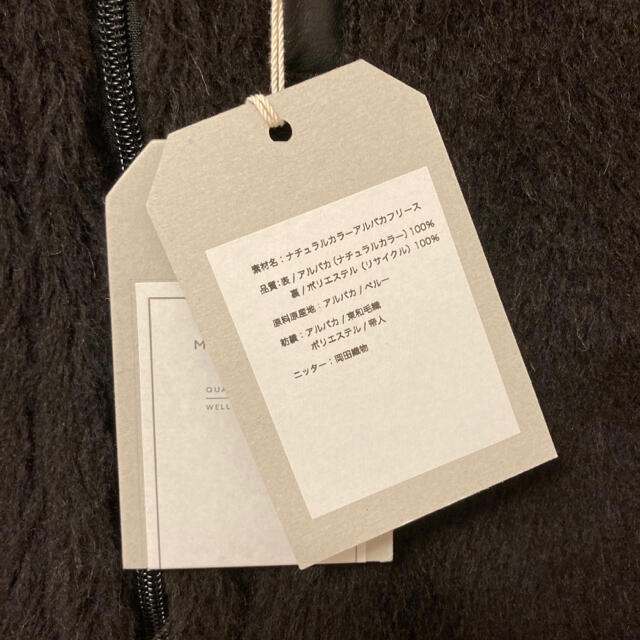 素材名：ナチュラルカラーアルパカフリース
品質：表/アルパカ(ナチュラルカラー)100%
裏/ポリエステル(リサイクル)100%
原料原産地：アルパカ/ペルー
紡績：アルパカ/東和毛織
ポリエステル/帝人
ニッター：岡田織物
M
QUA
WELL